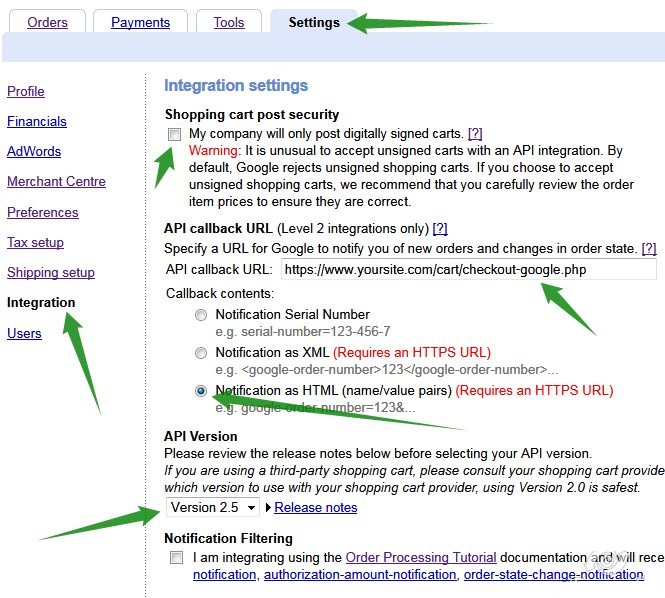 Orders Payments Tools Settings
Profile
Financials
AdWords
Merchant Centre
Preferences
Tax setup
Shipping setup
Integration
Users
Integration settings
Shopping cart post security
My company will only post digitally signed carts. [?]
Warning: It is unusual to accept unsigned carts with an API integration. By
default, Google rejects unsigned shopping carts. If you choose to accept
unsigned shopping carts, we recommend that you carefully review the order
item prices to ensure they are correct.
API callback URL (Level 2 integrations only) [?]
Specify a URL for Google to notify you of new orders and changes in order state. [?]
API callback URL: https://www.yoursite.com/cart/checkout-google.php
Callback contents:
Notification Serial Number
e.g. serial-number=123-456-7
Notification as XML (Requires an HTTPS URL)
e.g. <google-order-number>123</google-order-number>...
Notification as HTML (name/value pairs) (Requires an HTTPS URL)
e.g. google-order-number=123&...
API Version
Please review the release notes below before selecting your API version.
If you are using a third-party shopping cart, please consult your shopping cart provide
which version to use with your shopping cart provider, using Version 2.0 is safest.
Version 2.5 Release notes
Notification Filtering
I am integrating using the Order Processing Tutorial documentation and will rece
notification, authorization-amount-notification, order-state-change-notification